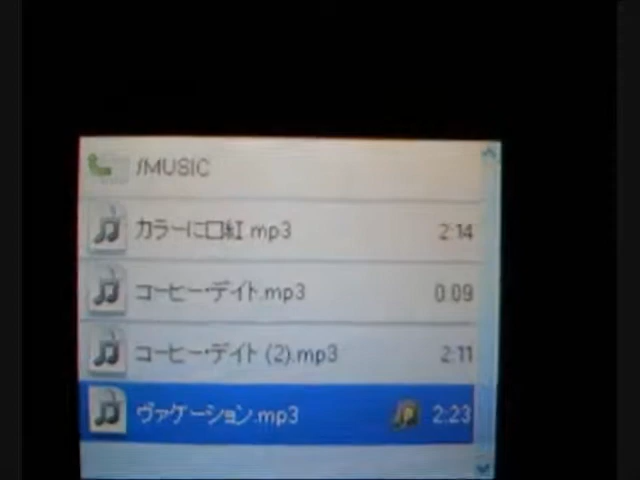 /MUSIC
カラーに口紅.mp3 2:14
コーヒー・デイト.mp3 0:09
コーヒー・デイト (2).mp3 2:11
ヴァケーション.mp3 2:23